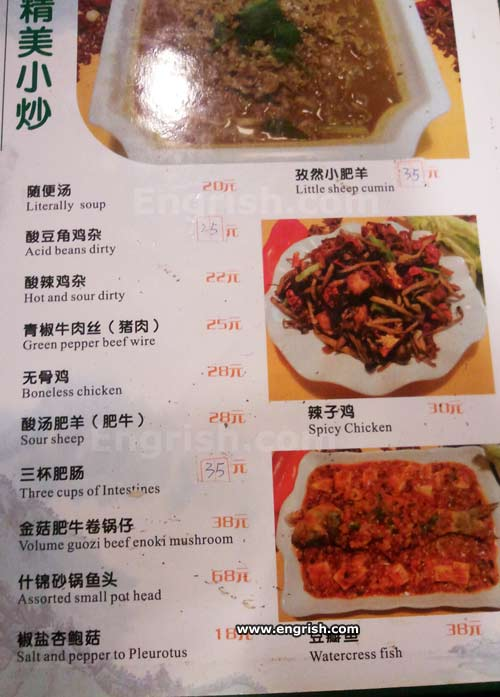 精美小炒
随便汤 20元
Literally soup
酸豆角鸡杂 25元
Acid beans dirty
酸辣鸡杂 22元
Hot and sour dirty
青椒牛肉丝（猪肉） 25元
Green pepper beef wire
无骨鸡 28元
Boneless chicken
酸汤肥羊（肥牛） 28元
Sour sheep
三杯肥肠 35元
Three cups of Intestines
金菇肥牛卷锅仔 38元
Volume guozi beef enoki mushroom
什锦砂锅鱼头 68元
Assorted small pot head
椒盐杏鲍菇 18元
Salt and pepper to Pleurotus
孜然小肥羊 35元
Little sheep cumin
辣子鸡 30元
Spicy Chicken
豆瓣鱼 38元
Watercress fish
Engrish.com
Engrish.com
www.engrish.com